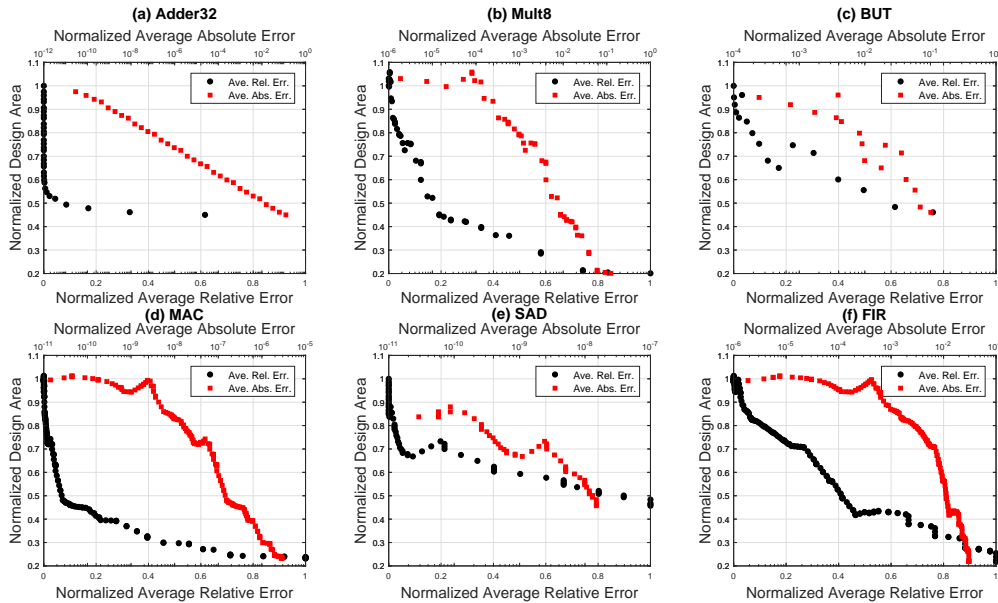 (a) Adder32
Normalized Average Absolute Error
10-12 10-10 10-8 10-6 10-4 10-2 100
1.1
1
0.9
0.8
0.7
0.6
0.5
0.4
0.3
0.2
Normalized Design Area
Ave. Rel. Err.
Ave. Abs. Err.
0 0.2 0.4 0.6 0.8 1
Normalized Average Relative Error
(b) Mult8
Normalized Average Absolute Error
10-6 10-5 10-4 10-3 10-2 10-1 100
1.1
1
0.9
0.8
0.7
0.6
0.5
0.4
0.3
0.2
Normalized Design Area
Ave. Rel. Err.
Ave. Abs. Err.
0 0.2 0.4 0.6 0.8 1
Normalized Average Relative Error
(c) BUT
Normalized Average Absolute Error
10-4 10-3 10-2 10-1 100
1.1
1
0.9
0.8
0.7
0.6
0.5
0.4
0.3
0.2
Normalized Design Area
Ave. Rel. Err.
Ave. Abs. Err.
0 0.2 0.4 0.6 0.8 1
Normalized Average Relative Error
(d) MAC
Normalized Average Absolute Error
10-11 10-10 10-9 10-8 10-7 10-6 10-5
1.1
1
0.9
0.8
0.7
0.6
0.5
0.4
0.3
0.2
Normalized Design Area
Ave. Rel. Err.
Ave. Abs. Err.
0 0.2 0.4 0.6 0.8 1
Normalized Average Relative Error
(e) SAD
Normalized Average Absolute Error
10-11 10-10 10-9 10-8 10-7
1.1
1
0.9
0.8
0.7
0.6
0.5
0.4
0.3
0.2
Normalized Design Area
Ave. Rel. Err.
Ave. Abs. Err.
0 0.2 0.4 0.6 0.8 1
Normalized Average Relative Error
(f) FIR
Normalized Average Absolute Error
10-6 10-5 10-4 10-3 10-2 10-1
1.1
1
0.9
0.8
0.7
0.6
0.5
0.4
0.3
0.2
Normalized Design Area
Ave. Rel. Err.
Ave. Abs. Err.
0 0.2 0.4 0.6 0.8 1
Normalized Average Relative Error